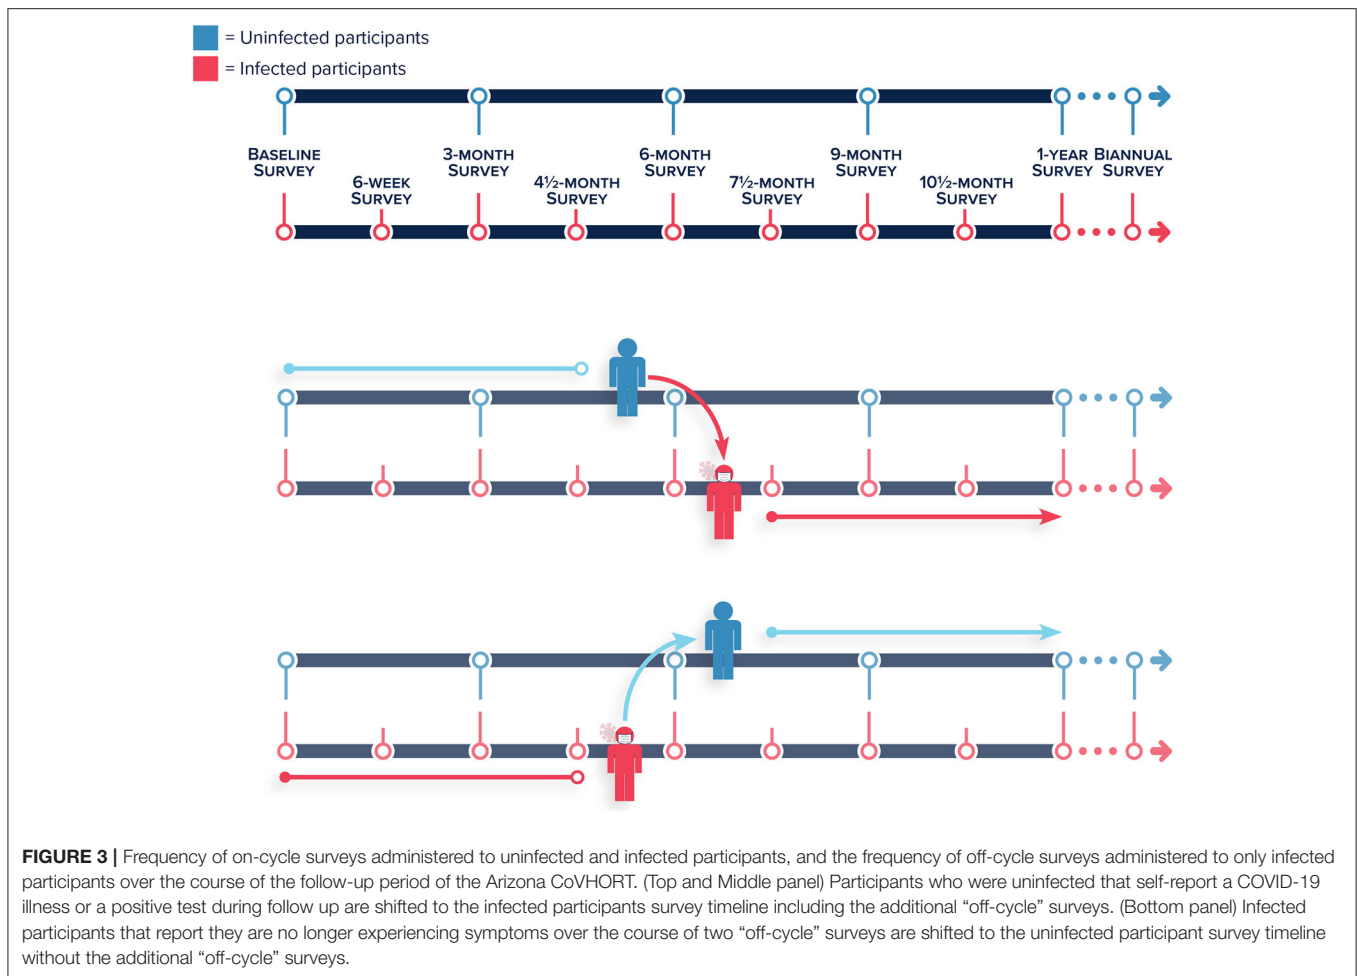 = Uninfected participants
= Infected participants
BASELINE SURVEY
6-WEEK SURVEY
3-MONTH SURVEY
4½-MONTH SURVEY
6-MONTH SURVEY
7½-MONTH SURVEY
9-MONTH SURVEY
10½-MONTH SURVEY
1-YEAR SURVEY
BIANNUAL SURVEY
FIGURE 3 | Frequency of on-cycle surveys administered to uninfected and infected participants, and the frequency of off-cycle surveys administered to only infected
participants over the course of the follow-up period of the Arizona CoVHORT. (Top and Middle panel) Participants who were uninfected that self-report a COVID-19
illness or a positive test during follow up are shifted to the infected participants survey timeline including the additional “off-cycle” surveys. (Bottom panel) Infected
participants that report they are no longer experiencing symptoms over the course of two “off-cycle” surveys are shifted to the uninfected participant survey timeline
without the additional “off-cycle” surveys.